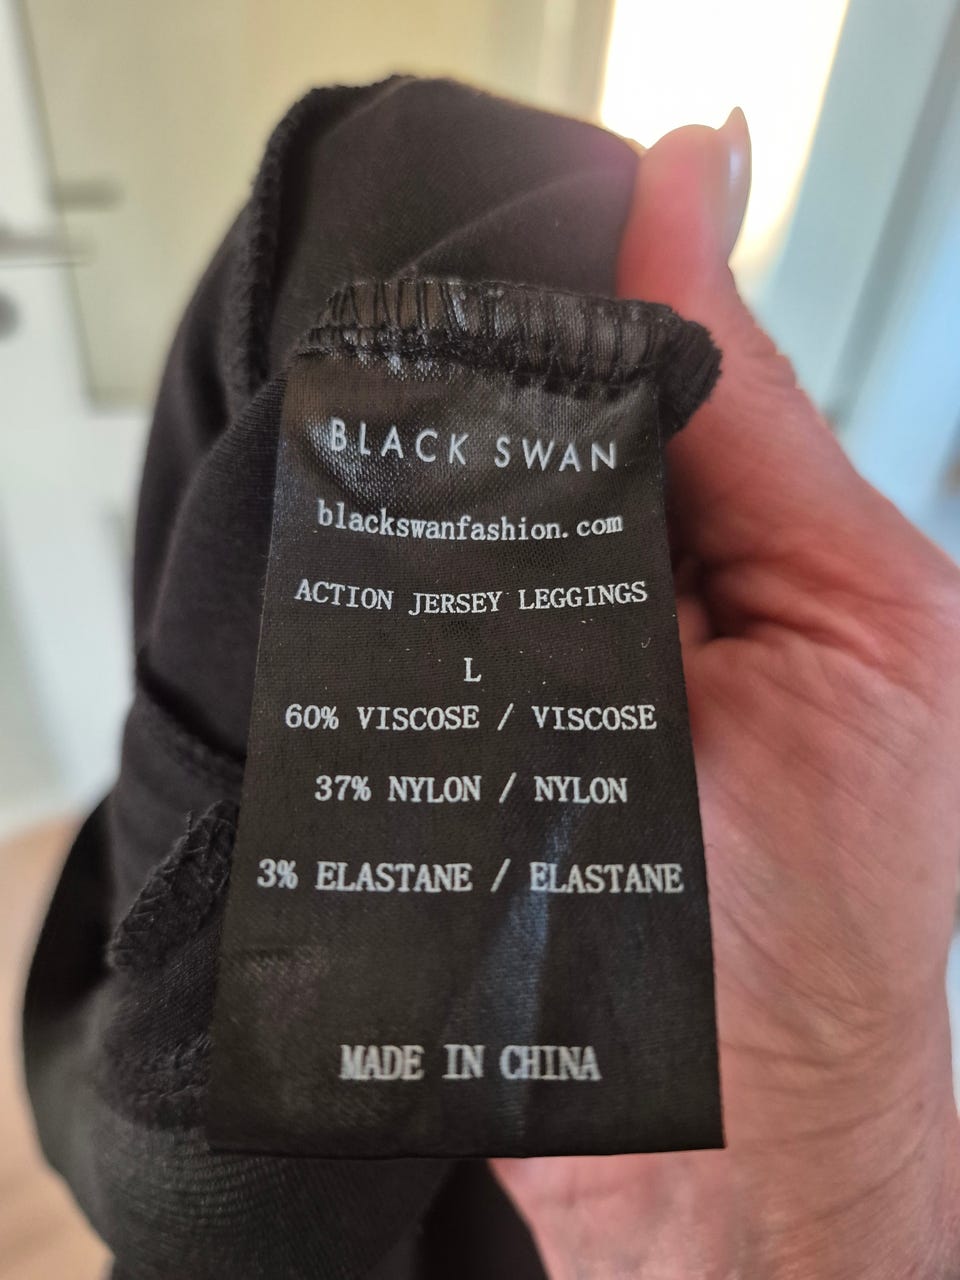 BLACK SWAN
blackswanfashion.com
ACTION JERSEY LEGGINGS
L
60% VISCOSE / VISCOSE
37% NYLON / NYLON
3% ELASTANE / ELASTANE
MADE IN CHINA